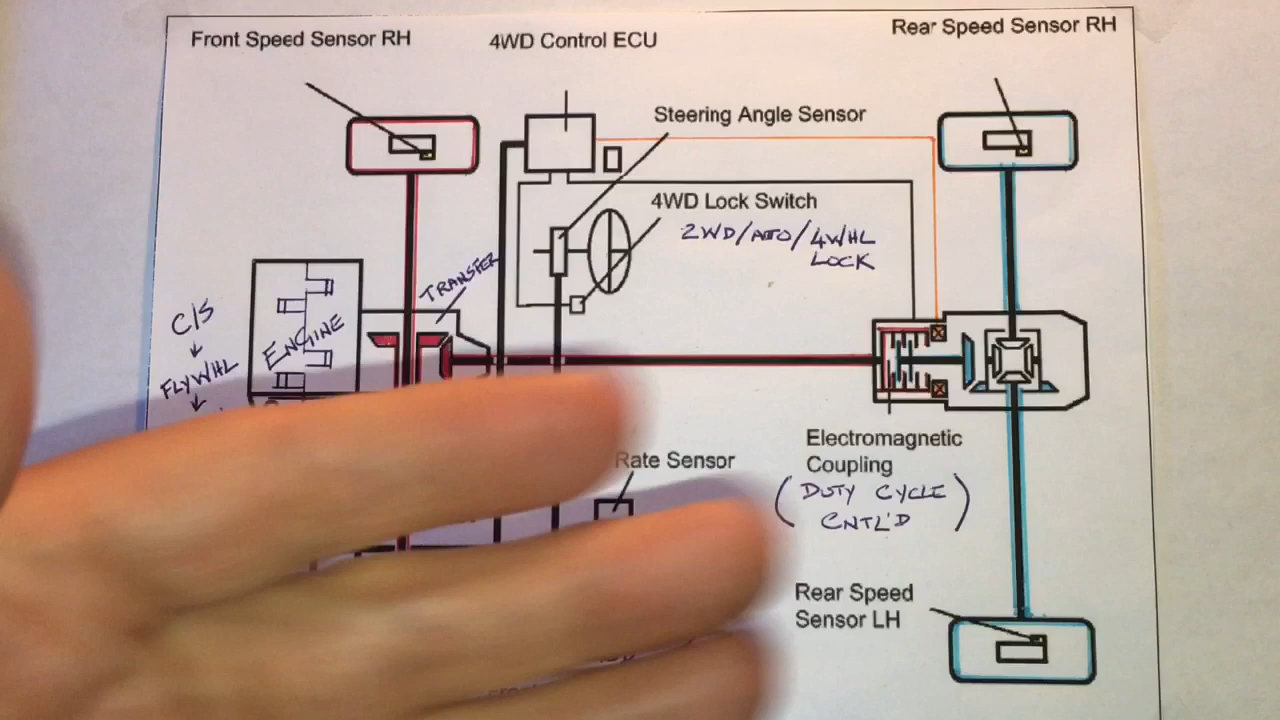 Front Speed Sensor RH
4WD Control ECU
Rear Speed Sensor RH
Steering Angle Sensor
4WD Lock Switch
2WD/ATO/4WHL
LOCK
TRANSFER
ENGINE
C/S
FLYWHL
Rate Sensor
Electromagnetic
Coupling
(DUTY CYCLE
CNTL'D)
Rear Speed
Sensor LH